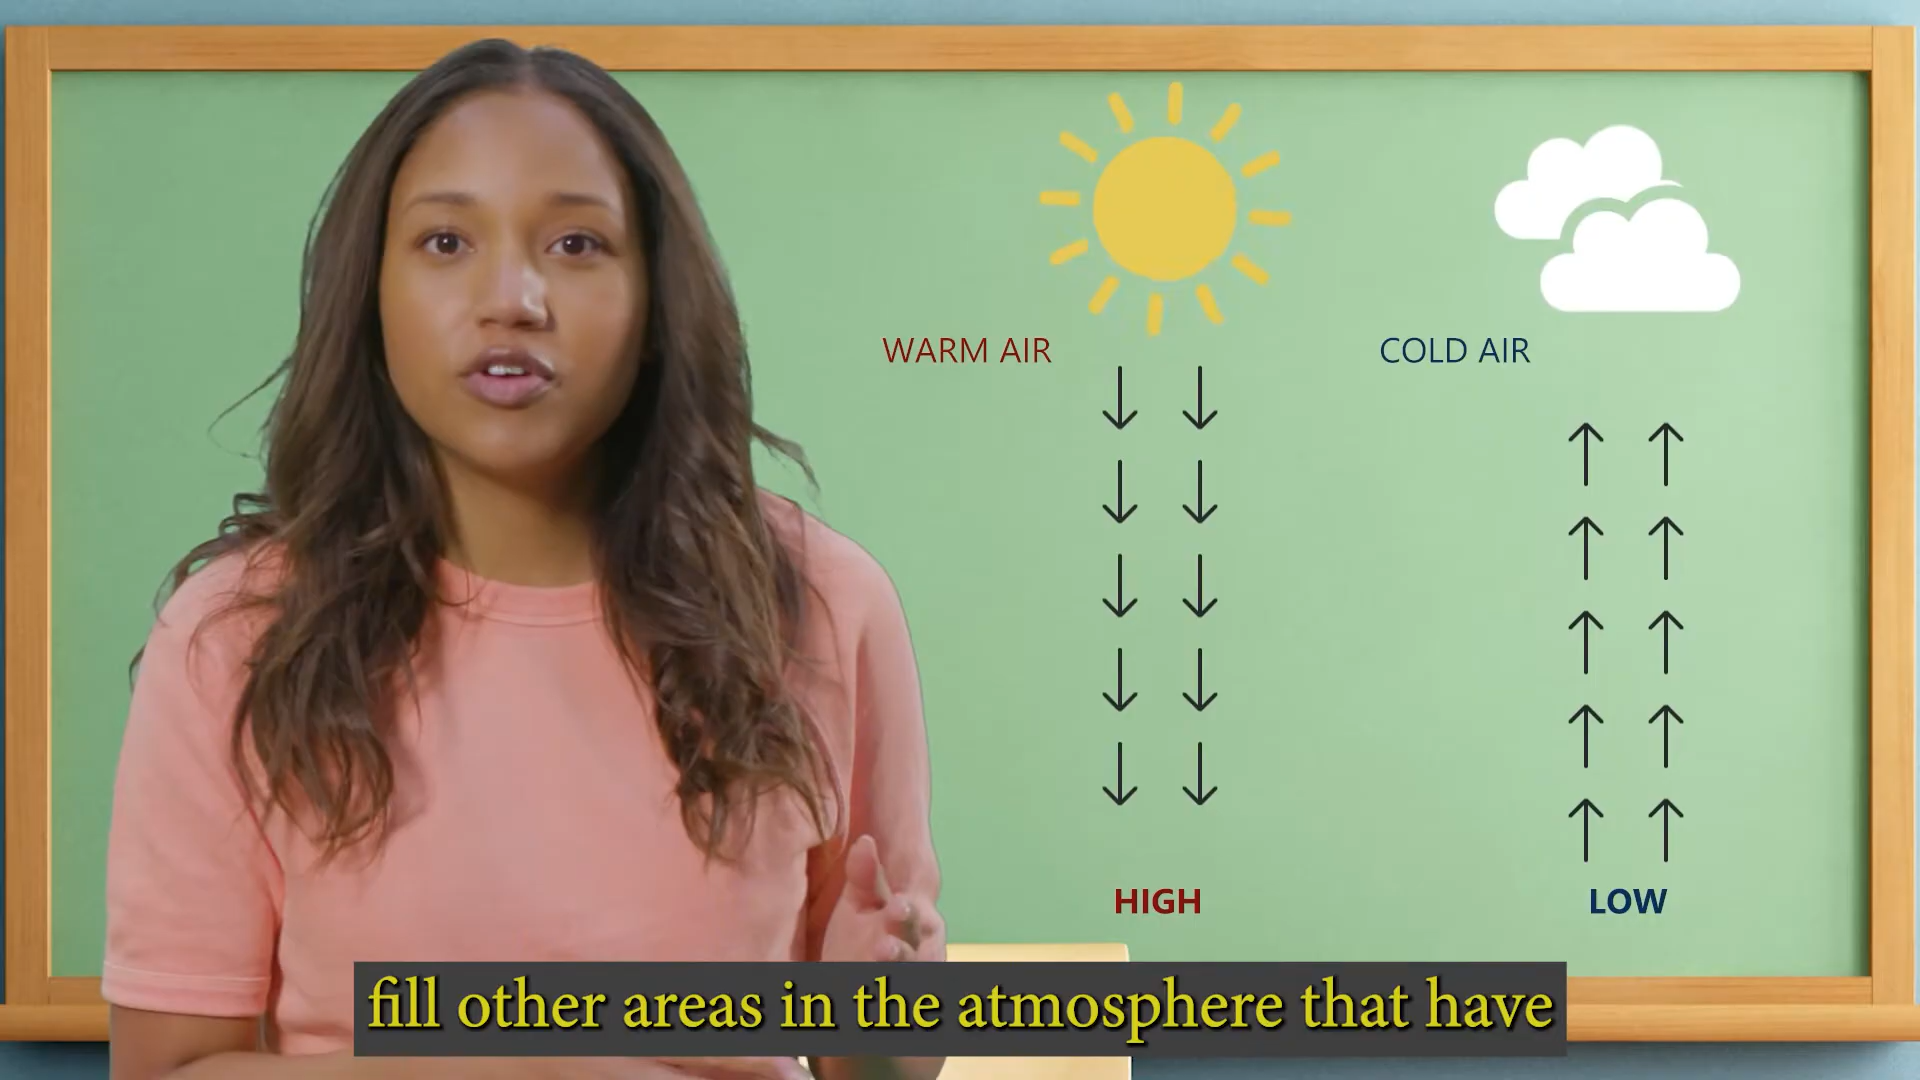 WARM AIR
COLD AIR
HIGH
LOW
fill other areas in the atmosphere that have